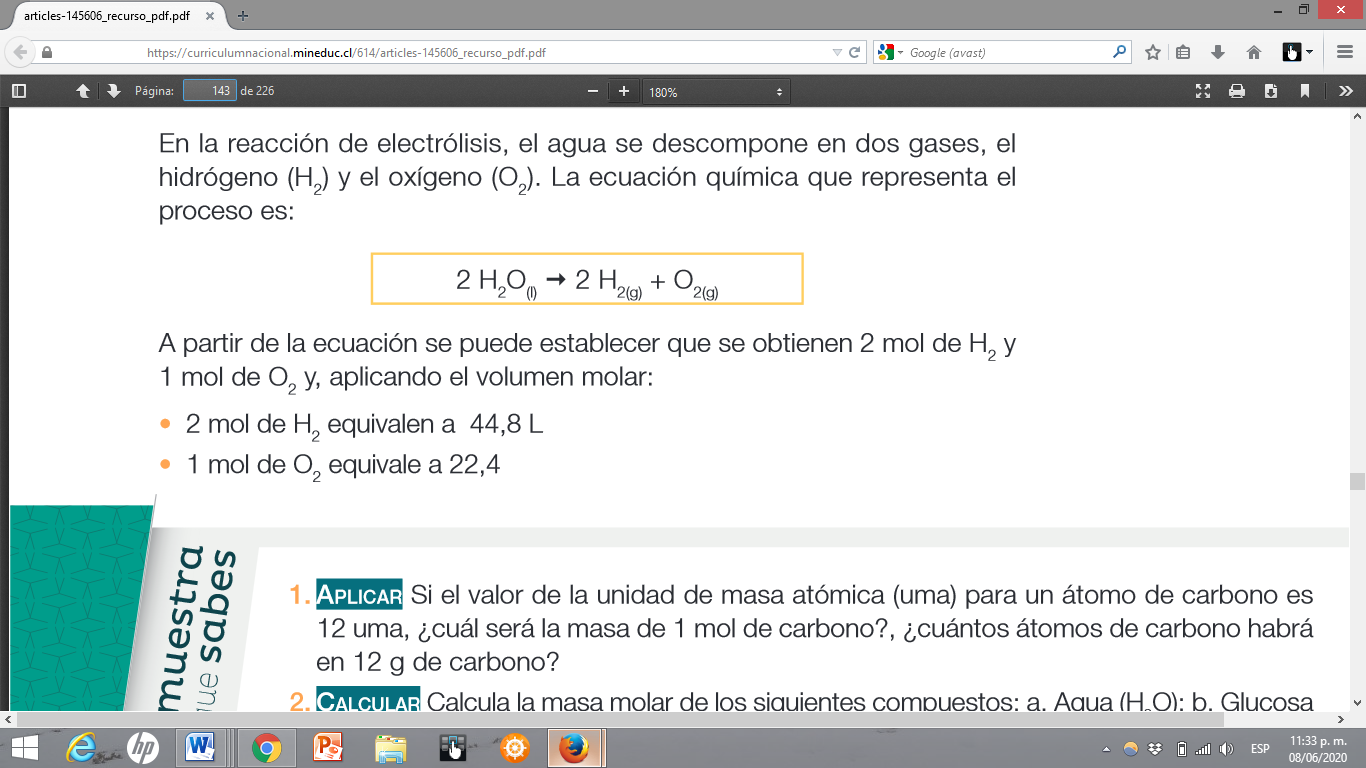 articles-145606_recurso_pdf.pdf
https://curriculumnacional.mineduc.cl/614/articles-145606_recurso_pdf.pdf
Google (avast)
Página: 143 de 226
180%
En la reacción de electrólisis, el agua se descompone en dos gases, el
hidrógeno (H2) y el oxígeno (O2). La ecuación química que representa el
proceso es:
2 H2O(l) → 2 H2(g) + O2(g)
A partir de la ecuación se puede establecer que se obtienen 2 mol de H2 y
1 mol de O2 y, aplicando el volumen molar:
• 2 mol de H2 equivalen a 44,8 L
• 1 mol de O2 equivale a 22,4
muestra
que sabes
1. APLICAR Si el valor de la unidad de masa atómica (uma) para un átomo de carbono es
12 uma, ¿cuál será la masa de 1 mol de carbono?, ¿cuántos átomos de carbono habrá
en 12 g de carbono?
2. CALCULAR Calcula la masa molar de los siguientes compuestos: a. Agua (H2O); b. Glucosa
hp
ESP
11:33 p. m.
08/06/2020